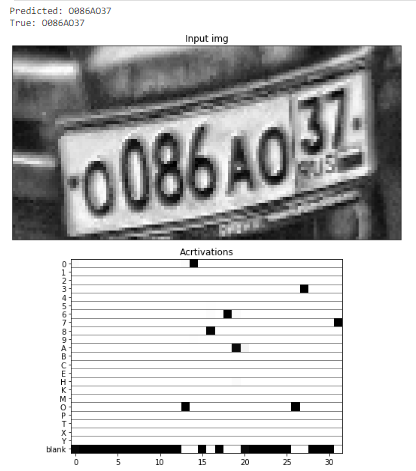 Predicted: O086AO37
True: O086AO37
Input img
O086AO 37
RUS
Acrtivations
0
1
2
3
4
5
6
7
8
9
A
B
C
E
H
K
M
O
P
T
X
Y
blank
0 5 10 15 20 25 30